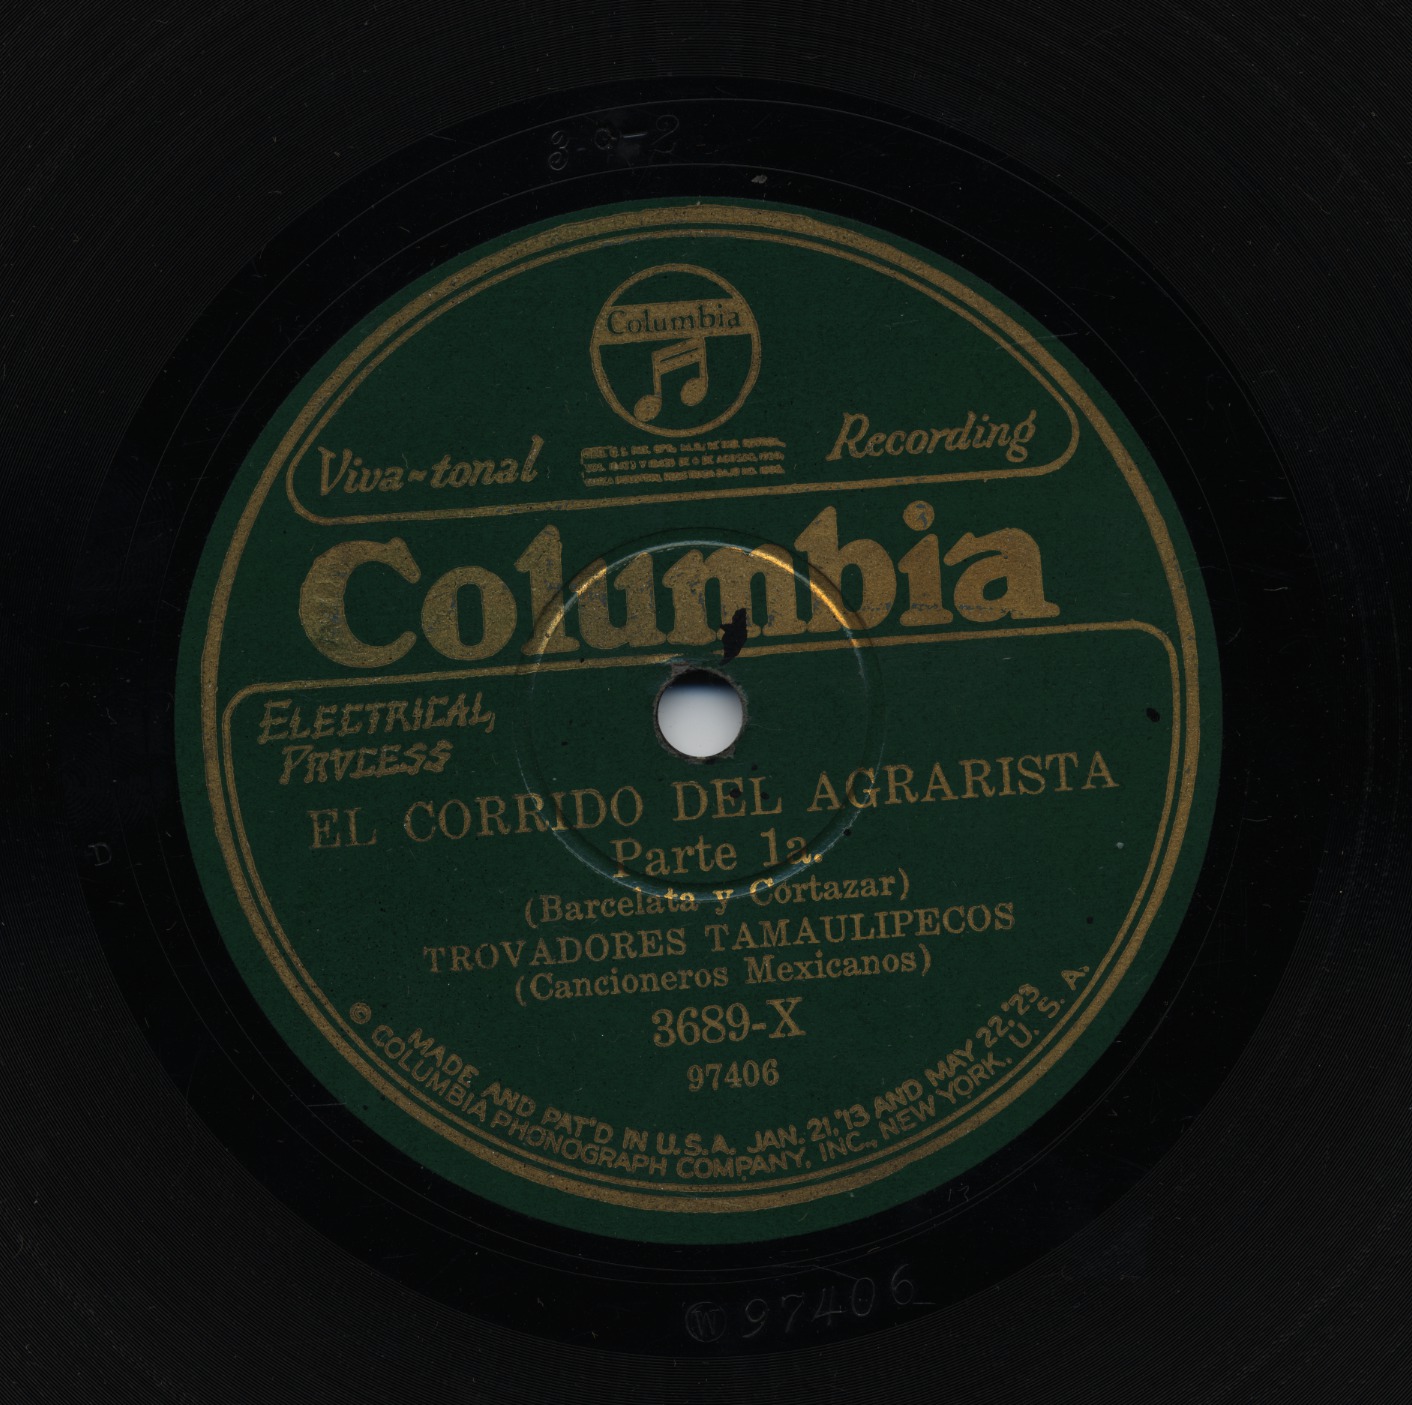 3-9-2
Columbia
Viva-tonal Recording
Columbia
ELECTRICAL
PROCESS
EL CORRIDO DEL AGRARISTA
Parte 1a.
(Barcelata y Cortazar)
TROVADORES TAMAULIPECOS
(Cancioneros Mexicanos)
3689-X
97406
MADE AND PAT'D IN U.S.A. JAN. 21, '13 AND MAY 22, '23
© COLUMBIA PHONOGRAPH COMPANY, INC., NEW YORK, U. S. A.
D
13
W 97406